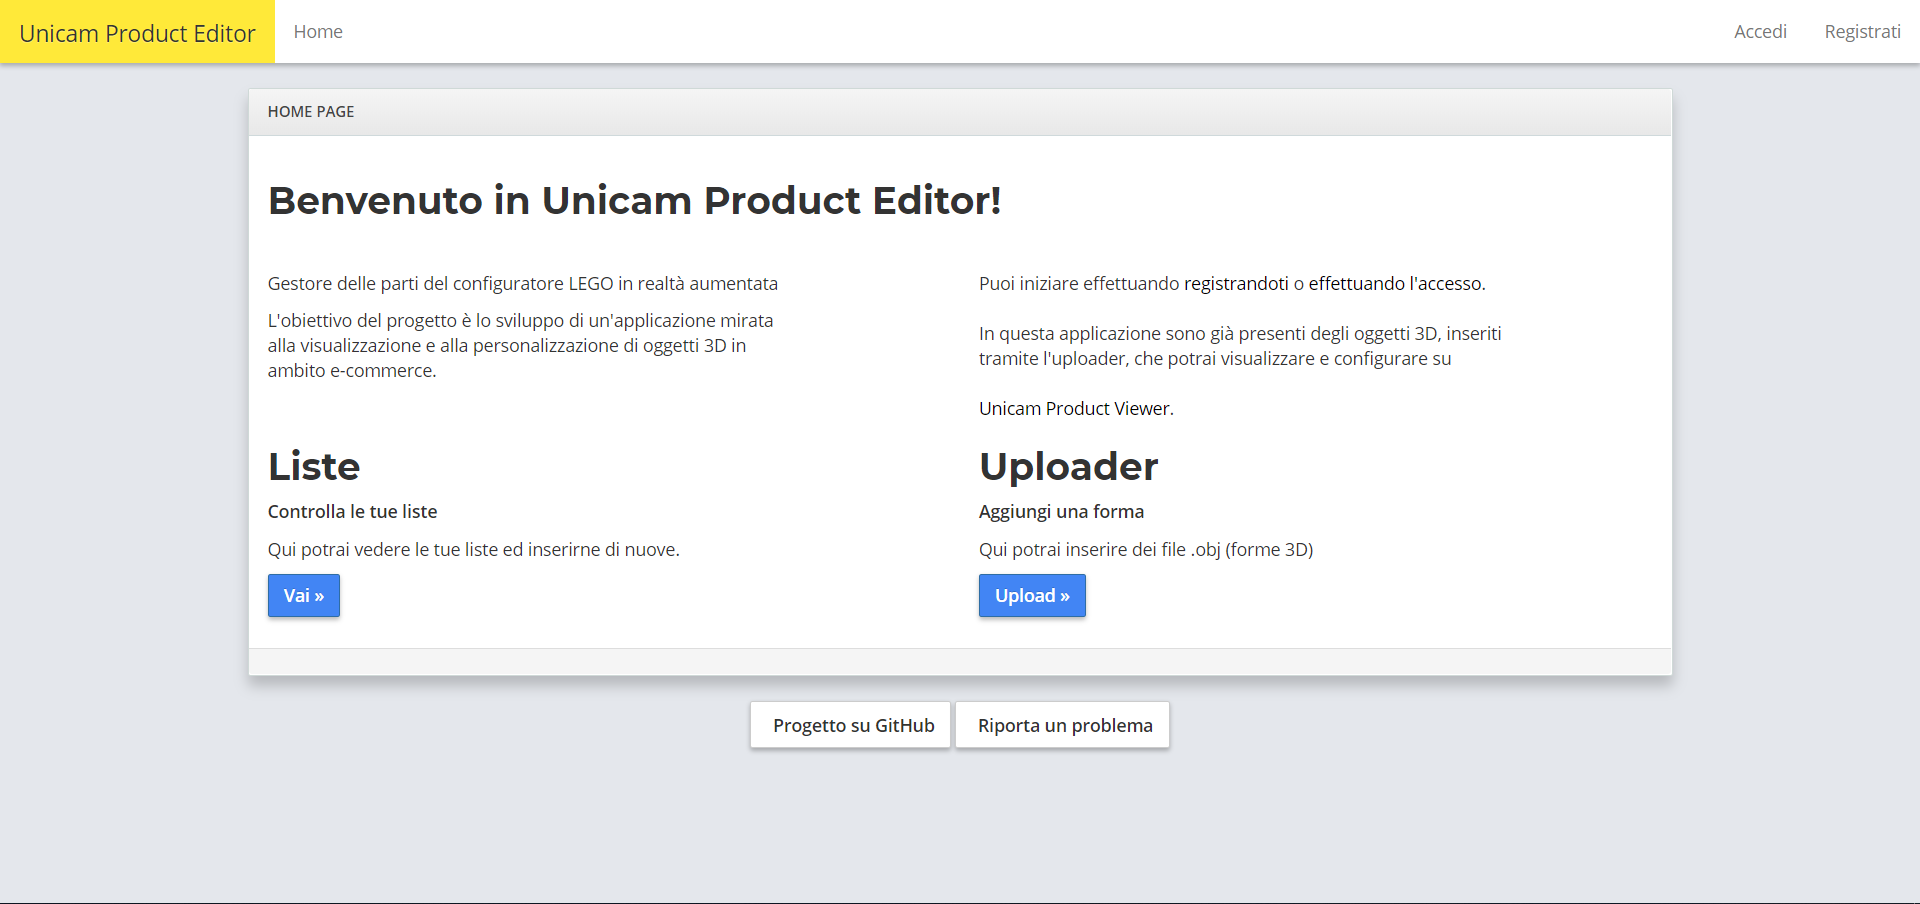 Unicam Product Editor
Home
Accedi
Registrati
HOME PAGE
Benvenuto in Unicam Product Editor!
Gestore delle parti del configuratore LEGO in realtà aumentata
L'obiettivo del progetto è lo sviluppo di un'applicazione mirata
alla visualizzazione e alla personalizzazione di oggetti 3D in
ambito e-commerce.
Puoi iniziare effettuando registrandoti o effettuando l'accesso.
In questa applicazione sono già presenti degli oggetti 3D, inseriti
tramite l'uploader, che potrai visualizzare e configurare su
Unicam Product Viewer.
Liste
Controlla le tue liste
Qui potrai vedere le tue liste ed inserirne di nuove.
Vai »
Uploader
Aggiungi una forma
Qui potrai inserire dei file .obj (forme 3D)
Upload »
Progetto su GitHub
Riporta un problema